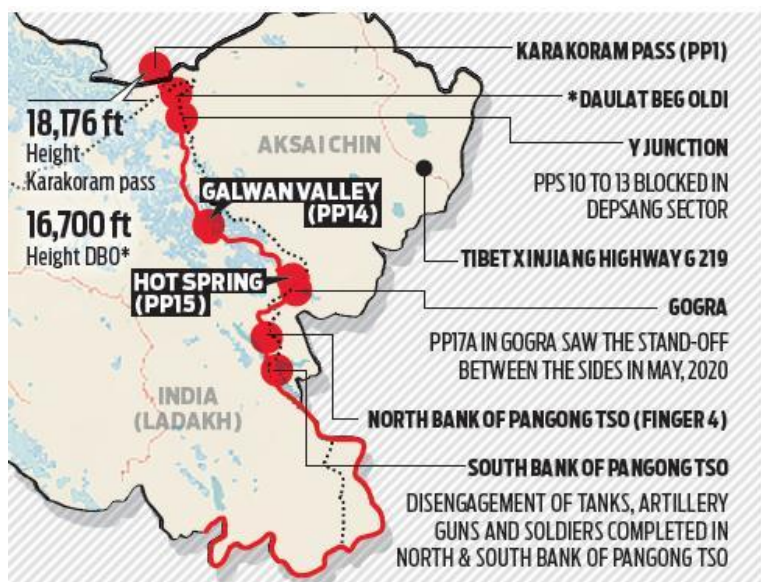 KARAKORAM PASS (PP1)
*DAULAT BEG OLDI
18,176 ft
Height
Karakoram pass
AKSAI CHIN
Y JUNCTION
PPS 10 TO 13 BLOCKED IN
DEPSANG SECTOR
GALWAN VALLEY
(PP14)
16,700 ft
Height DBO*
TIBET XINJIANG HIGHWAY G 219
HOT SPRING
(PP15)
GOGRA
PP17A IN GOGRA SAW THE STAND-OFF
BETWEEN THE SIDES IN MAY, 2020
INDIA
(LADAKH)
NORTH BANK OF PANGONG TSO (FINGER 4)
SOUTH BANK OF PANGONG TSO
DISENGAGEMENT OF TANKS, ARTILLERY
GUNS AND SOLDIERS COMPLETED IN
NORTH & SOUTH BANK OF PANGONG TSO